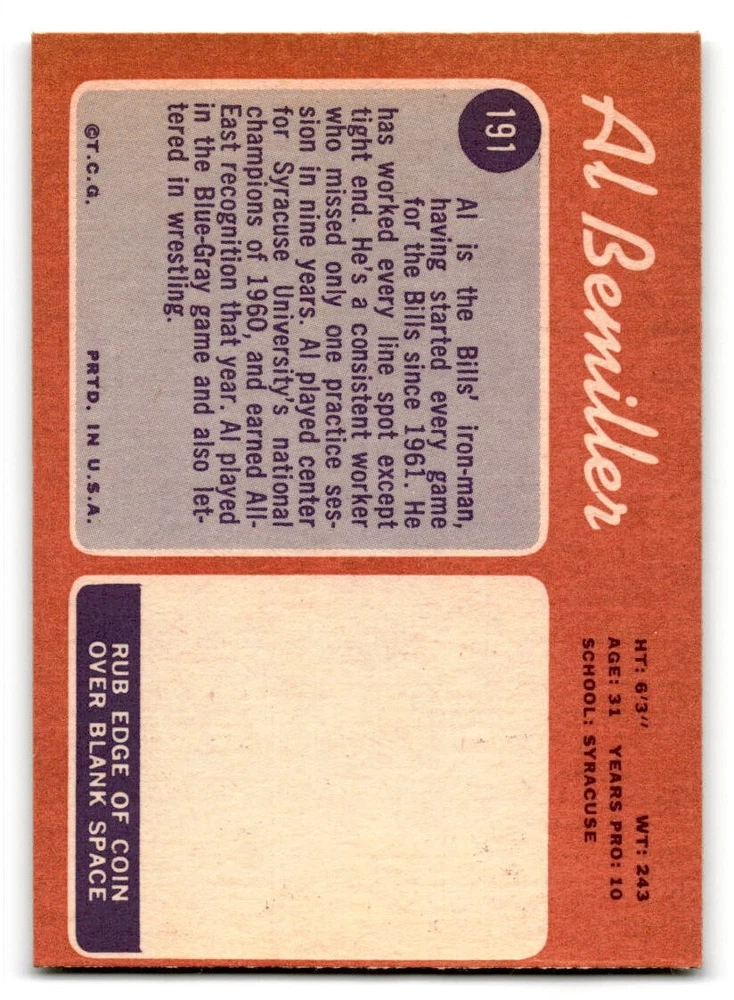 Al Bemiller
HT: 6'3" WT: 243
AGE: 31 YEARS PRO: 10
SCHOOL: SYRACUSE
191
Al is the Bills' iron-man,
having started every game
for the Bills since 1961. He
has worked every line spot except
tight end. He's a consistent worker
who missed only one practice ses-
sion in nine years. Al played center
for Syracuse University's national
champions of 1960, and earned All-
East recognition that year. Al played
in the Blue-Gray game and also let-
tered in wrestling.
©T.C.G. PRTD. IN U.S.A.
RUB EDGE OF COIN
OVER BLANK SPACE